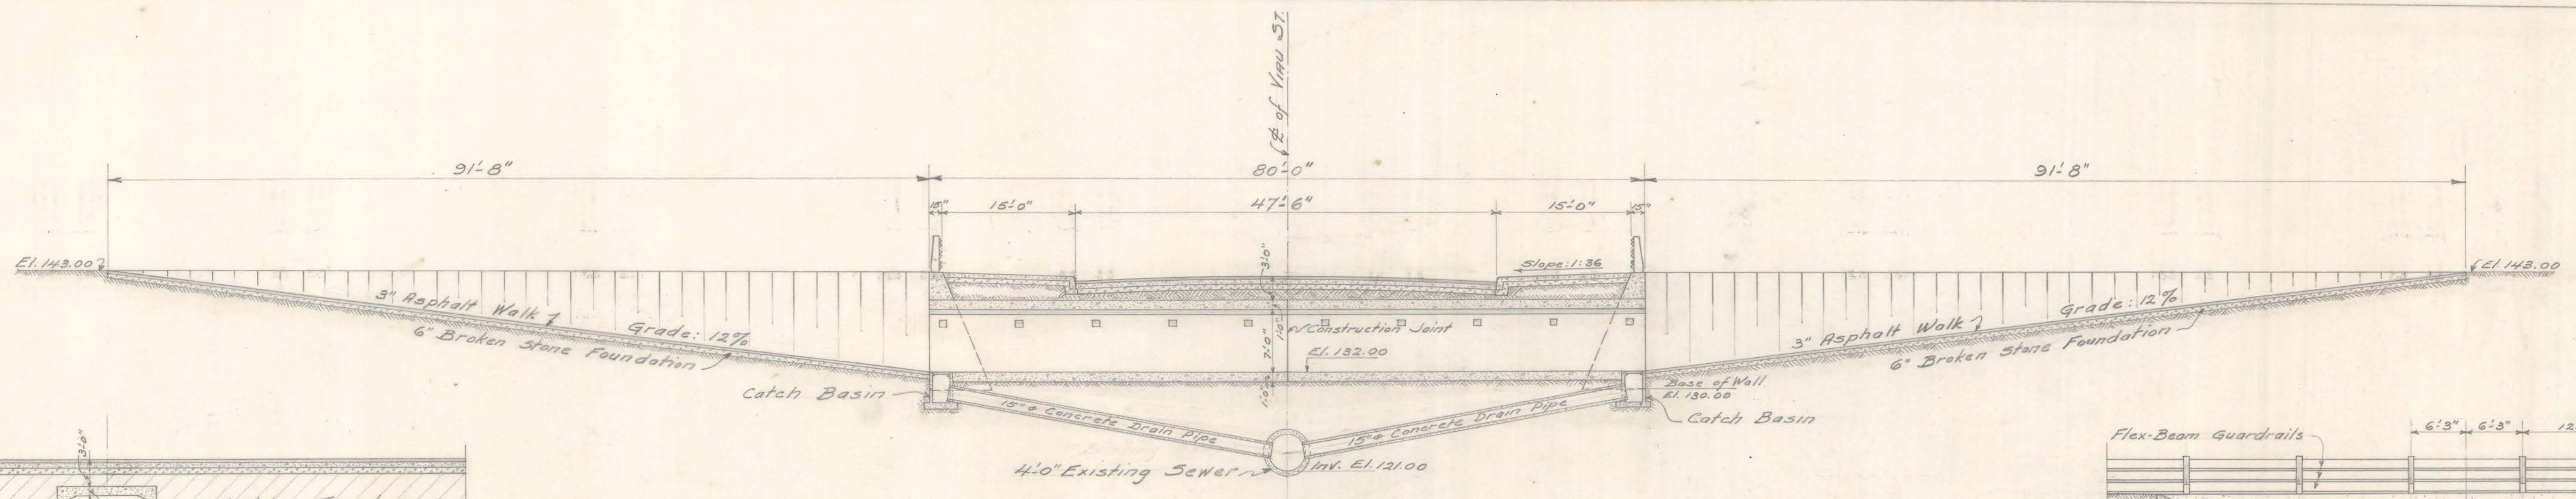 ℄ of VIAU ST.
91'-8"
80'-0"
91'-8"
15"
15'-0"
47'-6"
15'-0"
15"
El. 143.00
3'-0"
Slope: 1:36
El. 143.00
3" Asphalt Walk
Grade: 12%
6" Broken Stone Foundation
1'-0"
Construction Joint
7'-0"
El. 132.00
Grade: 12%
3" Asphalt Walk
6" Broken Stone Foundation
Catch Basin
1'-0"
Base of Wall
El. 130.00
15"ø Concrete Drain Pipe
15"ø Concrete Drain Pipe
Catch Basin
4'-0" Existing Sewer
Inv. El. 121.00
3'-0"
Flex-Beam Guardrails
6'-3"
6'-3"
12